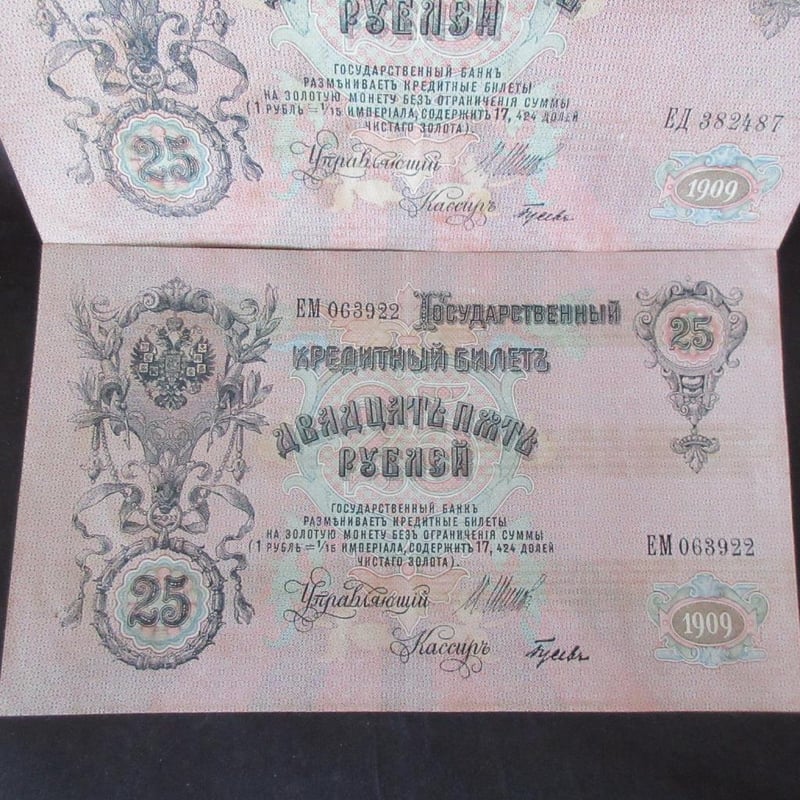 РУБЛЕЙ
ГОСУДАРСТВЕННЫЙ БАНКЪ
РАЗМѢНИВАЕТЪ КРЕДИТНЫЕ БИЛЕТЫ
НА ЗОЛОТУЮ МОНЕТУ БЕЗЪ ОГРАНИЧЕНІЯ СУММЫ
(1 РУБЛЬ = 1/15 ИМПЕРІАЛА, СОДЕРЖИТЪ 17, 424 ДОЛЕЙ
ЧИСТАГО ЗОЛОТА).
ЕД 382487
25
Управляющій
1909
Кассиръ Гусевъ
ЕМ 063922 Государственный
25
Кредитный Билетъ
Двадцать пять
рублей
ГОСУДАРСТВЕННЫЙ БАНКЪ
РАЗМѢНИВАЕТЪ КРЕДИТНЫЕ БИЛЕТЫ
НА ЗОЛОТУЮ МОНЕТУ БЕЗЪ ОГРАНИЧЕНІЯ СУММЫ
(1 РУБЛЬ = 1/15 ИМПЕРІАЛА, СОДЕРЖИТЪ 17, 424 ДОЛЕЙ
ЧИСТАГО ЗОЛОТА).
ЕМ 063922
25
Управляющій
1909
Кассиръ Гусевъ